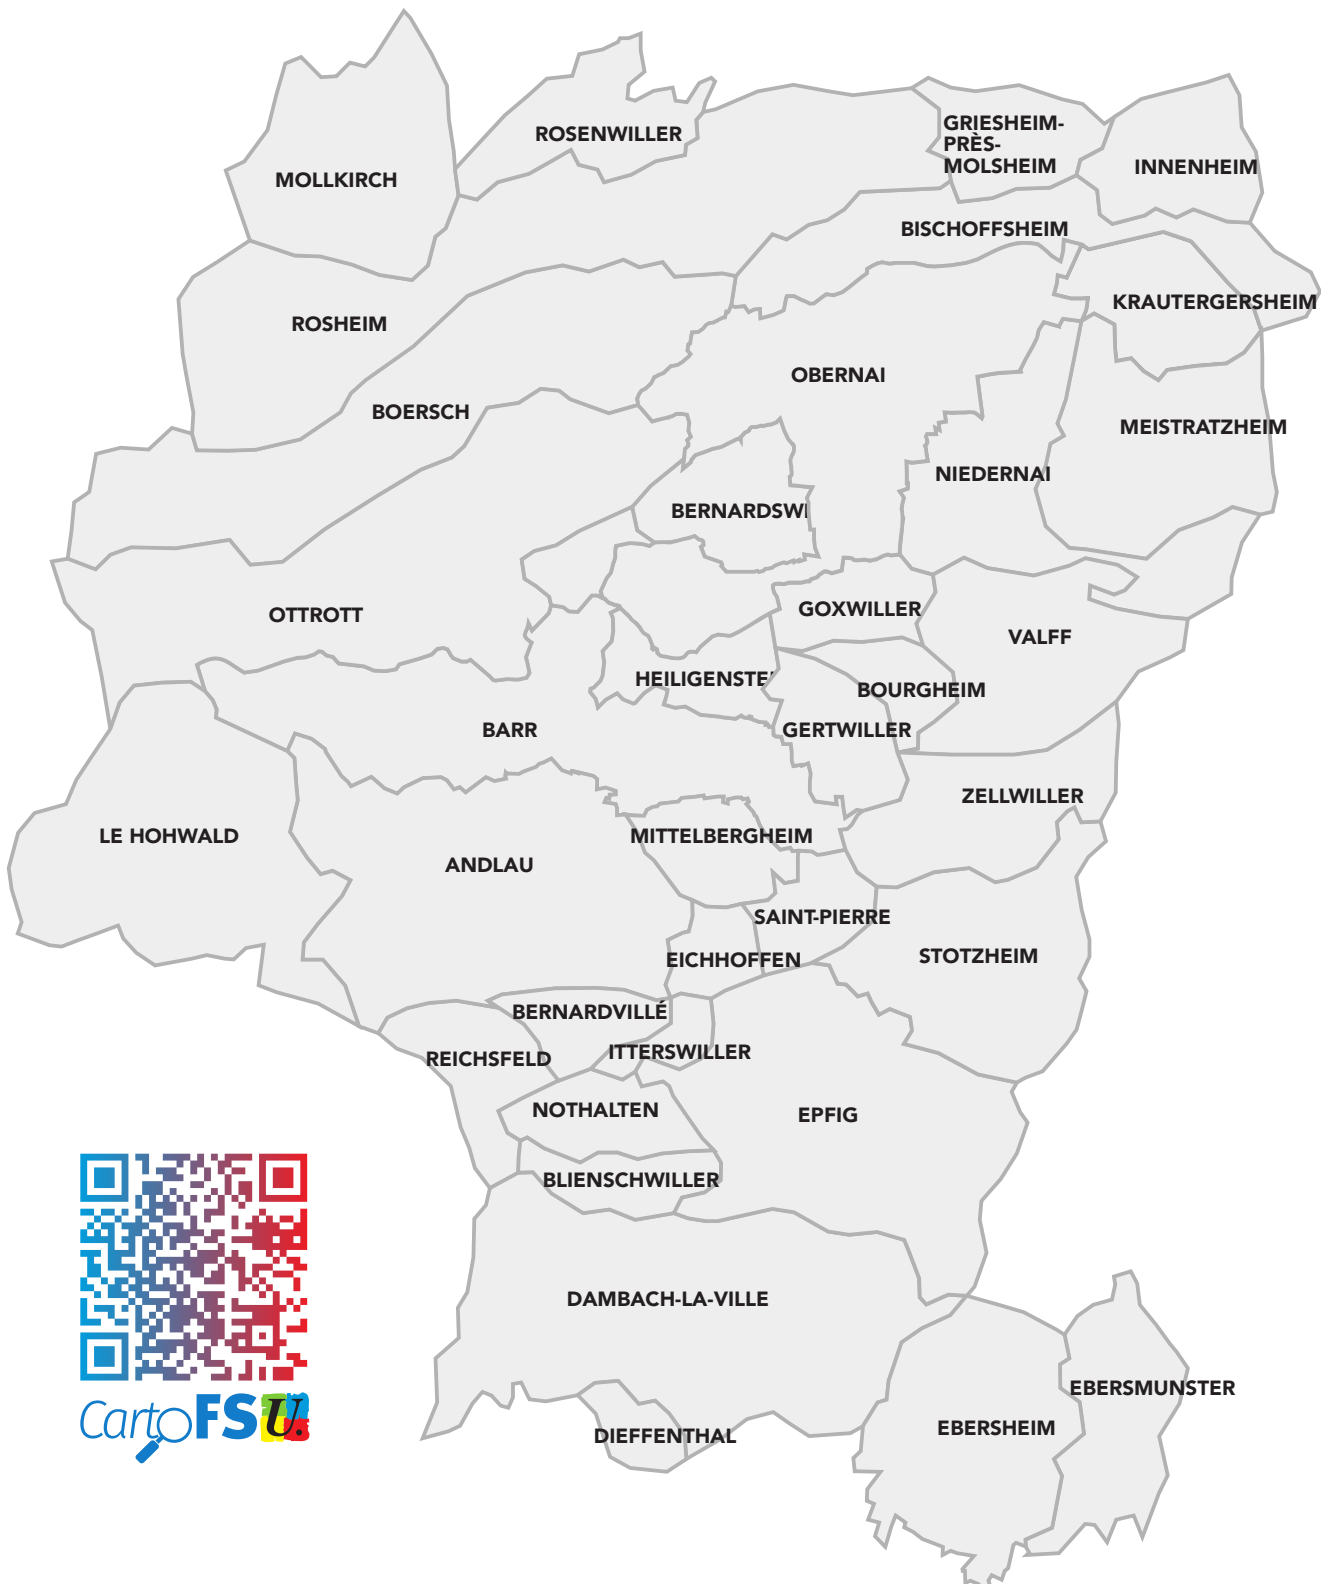 ROSENWILLER
GRIESHEIM-
PRÈS-
MOLSHEIM
INNENHEIM
MOLLKIRCH
BISCHOFFSHEIM
KRAUTERGERSHEIM
ROSHEIM
OBERNAI
BOERSCH
MEISTRATZHEIM
NIEDERNAI
BERNARDSWI
GOXWILLER
OTTROTT
VALFF
HEILIGENSTE
BOURGHEIM
BARR
GERTWILLER
ZELLWILLER
LE HOHWALD
MITTELBERGHEIM
ANDLAU
SAINT-PIERRE
STOTZHEIM
EICHHOFFEN
BERNARDVILLÉ
ITTERSWILLER
REICHSFELD
NOTHALTEN
EPFIG
BLIENSCHWILLER
DAMBACH-LA-VILLE
EBERSMUNSTER
EBERSHEIM
DIEFFENTHAL
CartoFSU.